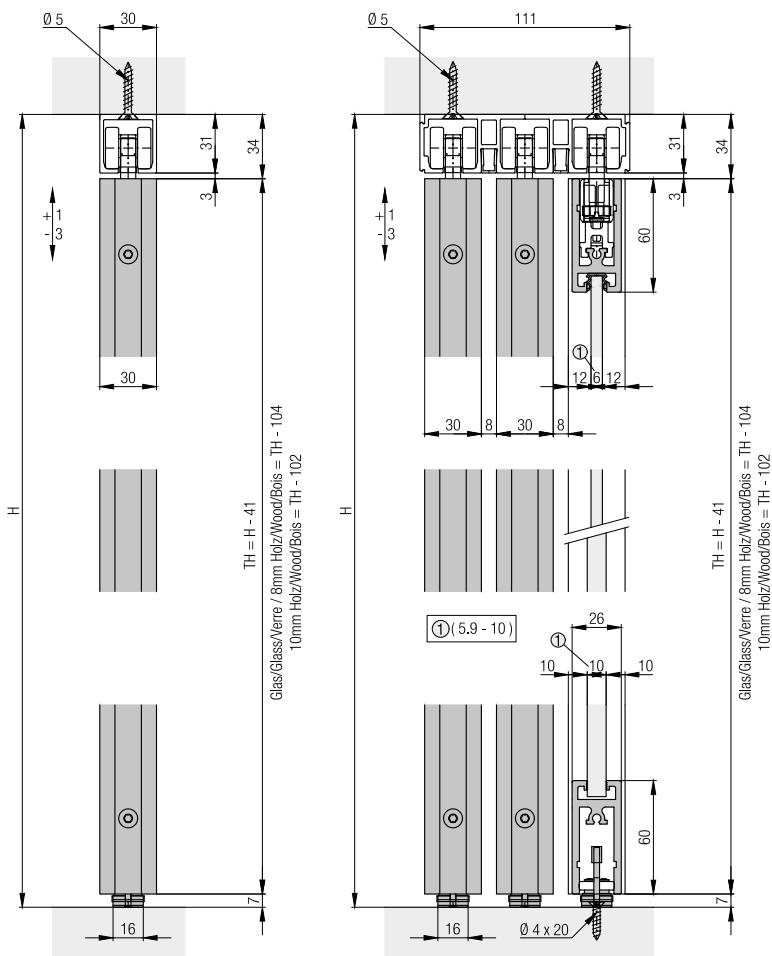 Ø 5
30
31
34
3
+ 1
- 3
30
H
TH = H - 41
Glas/Glass/Verre / 8mm Holz/Wood/Bois = TH - 104
10mm Holz/Wood/Bois = TH - 102
16
7
Ø 5
111
31
34
3
+ 1
- 3
60
①
12 6 12
30 8 30 8
H
TH = H - 41
Glas/Glass/Verre / 8mm Holz/Wood/Bois = TH - 104
10mm Holz/Wood/Bois = TH - 102
① ( 5.9 - 10 )
26
①
10 10 10
60
16
Ø 4 x 20
7